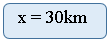 x = 30km